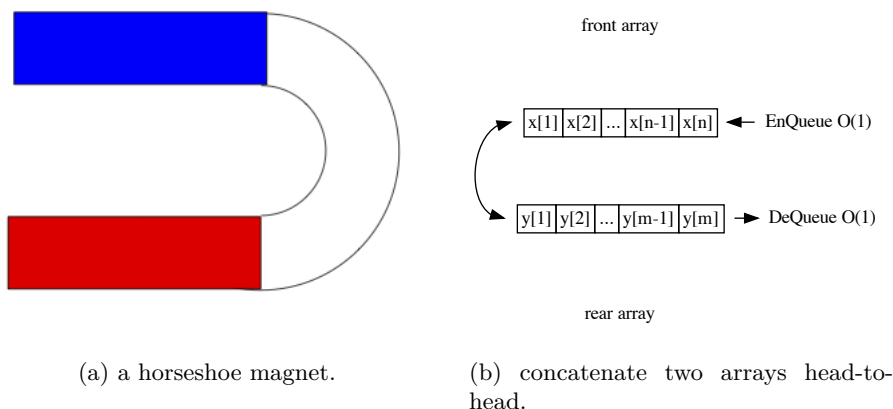 front array
x[1] x[2] ... x[n-1] x[n] EnQueue O(1)
y[1] y[2] ... y[m-1] y[m] DeQueue O(1)
rear array
(a) a horseshoe magnet.
(b) concatenate two arrays head-to-
head.